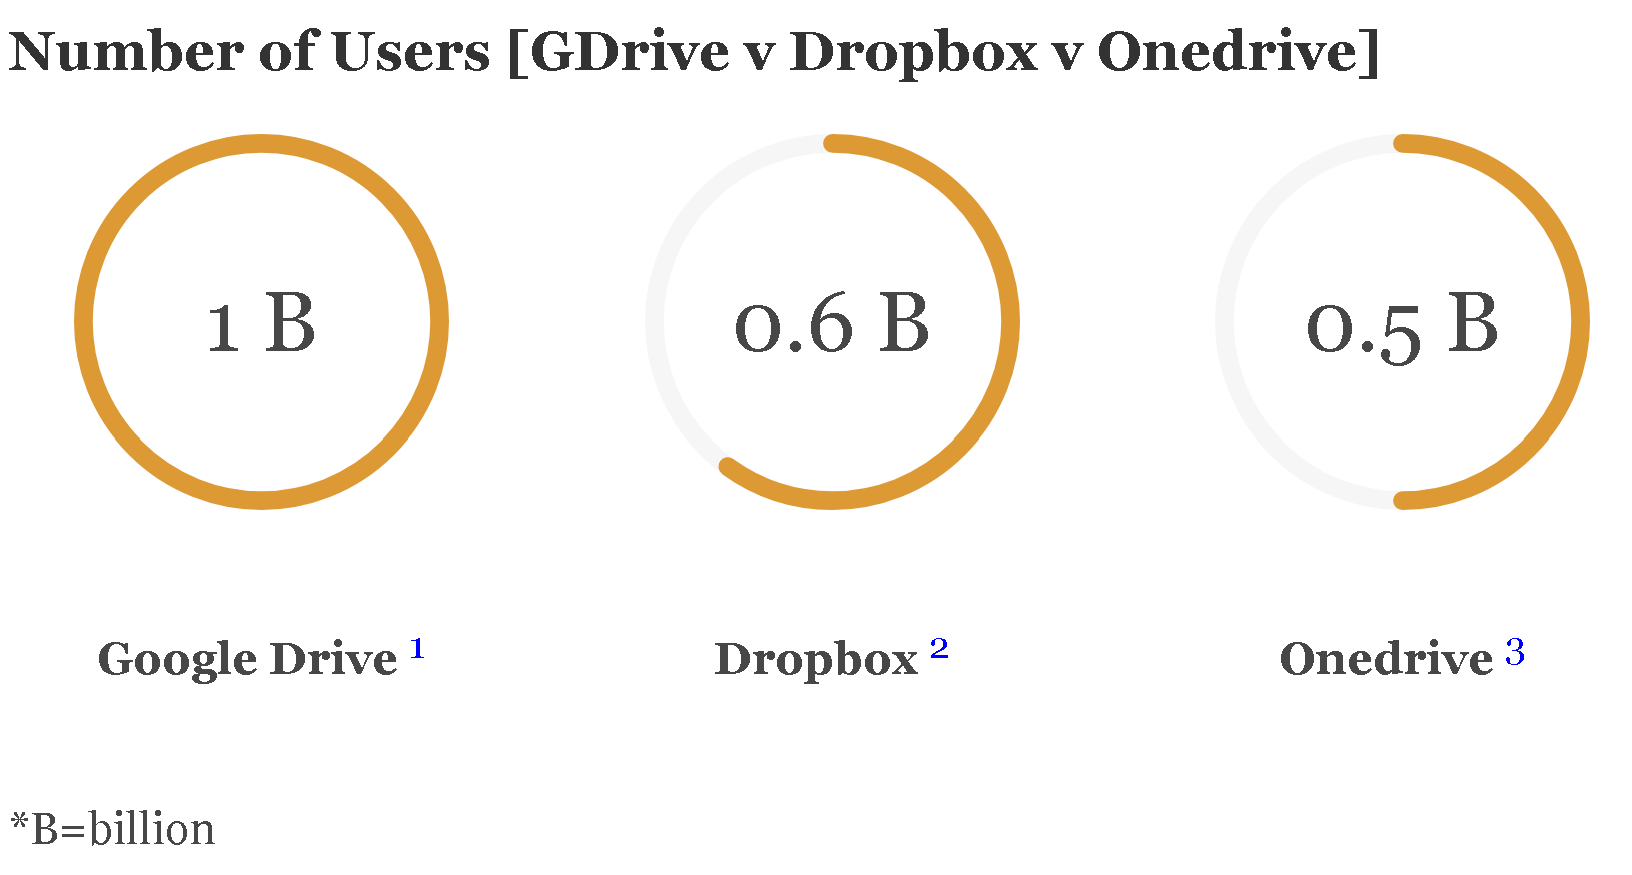 Number of Users [GDrive v Dropbox v Onedrive]
1 B
0.6 B
0.5 B
Google Drive 1
Dropbox 2
Onedrive 3
*B=billion